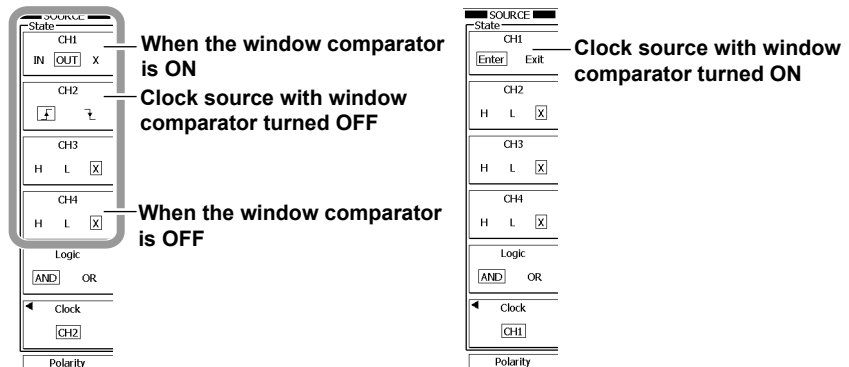 SOURCE
State
CH1
IN OUT X
When the window comparator
is ON
CH2
Clock source with window
comparator turned OFF
CH3
H L X
CH4
H L X
When the window comparator
is OFF
Logic
AND OR
Clock
CH2
Polarity
SOURCE
State
CH1
Enter Exit
Clock source with window
comparator turned ON
CH2
H L X
CH3
H L X
CH4
H L X
Logic
AND OR
Clock
CH1
Polarity